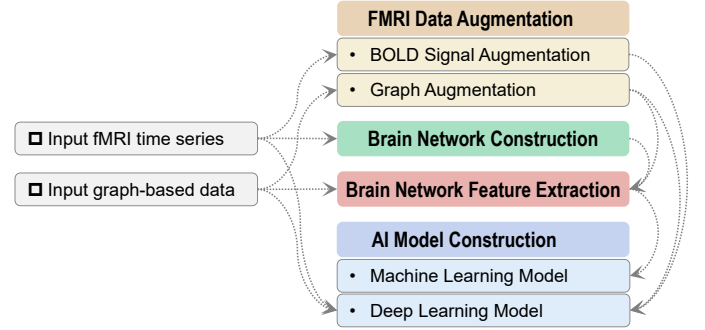 FMRI Data Augmentation
• BOLD Signal Augmentation
• Graph Augmentation
Input fMRI time series
Brain Network Construction
Input graph-based data
Brain Network Feature Extraction
AI Model Construction
• Machine Learning Model
• Deep Learning Model